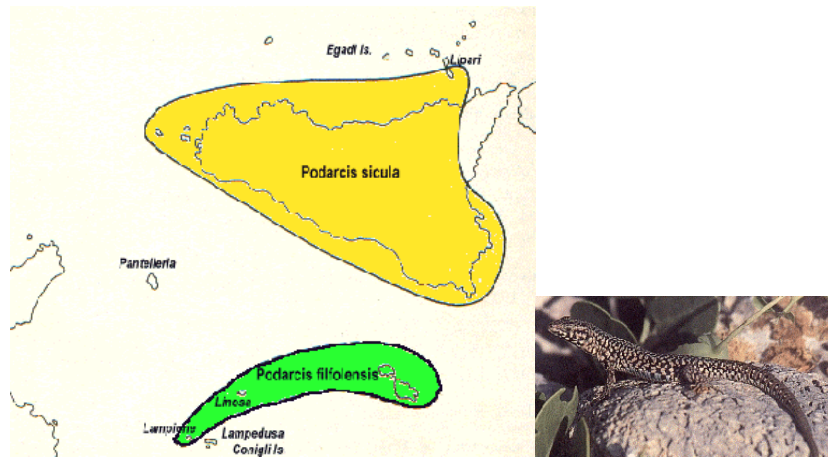 Egadi Is.
Lipari
Podarcis sicula
Pantelleria
Podarcis filfolensis
Linosa
Lampione
Lampedusa
Conigli Is